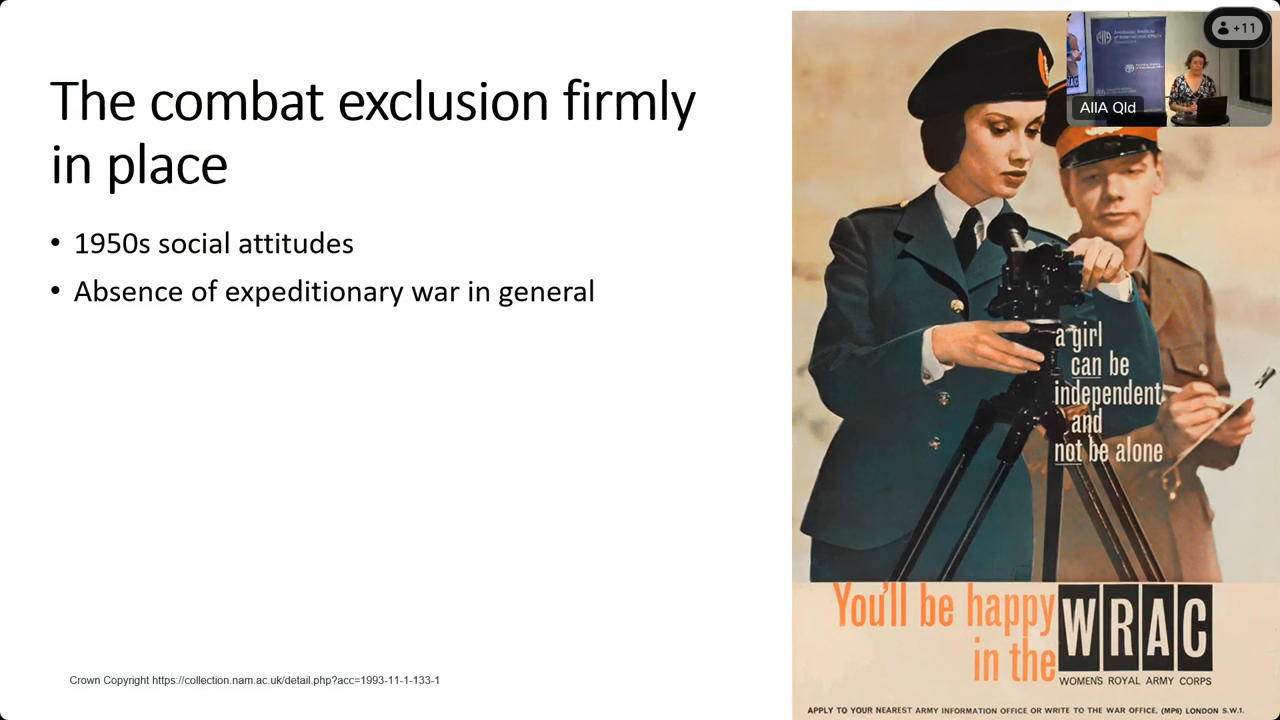 The combat exclusion firmly
in place
• 1950s social attitudes
• Absence of expeditionary war in general
Crown Copyright https://collection.nam.ac.uk/detail.php?acc=1993-11-1-133-1
+11
AIIA Qld
a girl
can be
independent
and
not be alone
You'll be happy
in the
WRAC
WOMEN'S ROYAL ARMY CORPS
APPLY TO YOUR NEAREST ARMY INFORMATION OFFICE OR WRITE TO THE WAR OFFICE, (MP6) LONDON S.W.1.